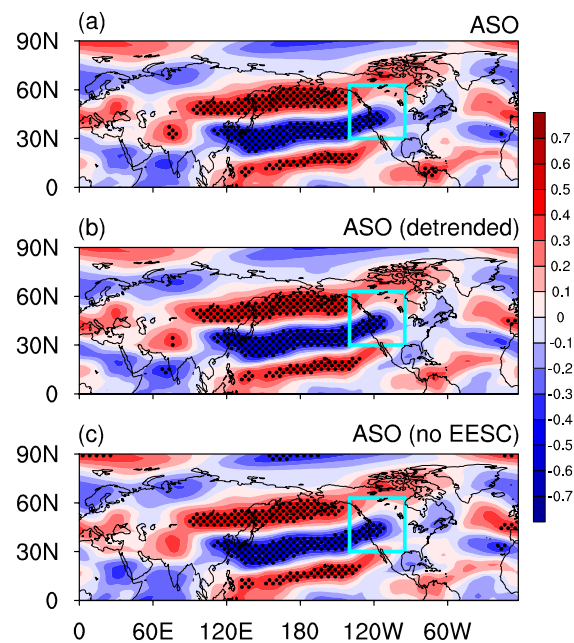 (a) ASO
90N
60N
30N
0
(b) ASO (detrended)
90N
60N
30N
0
(c) ASO (no EESC)
90N
60N
30N
0
0 60E 120E 180 120W 60W
0.7
0.6
0.5
0.4
0.3
0.2
0.1
0
-0.1
-0.2
-0.3
-0.4
-0.5
-0.6
-0.7